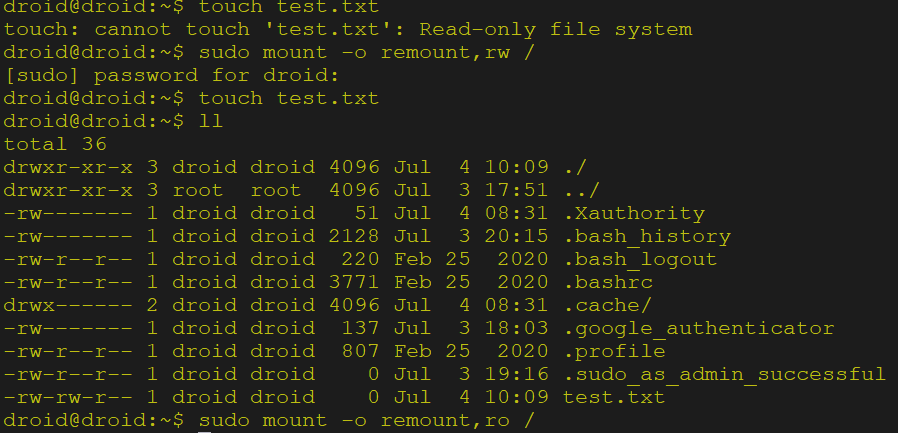 droid@droid:~$ touch test.txt
touch: cannot touch 'test.txt': Read-only file system
droid@droid:~$ sudo mount -o remount,rw /
[sudo] password for droid:
droid@droid:~$ touch test.txt
droid@droid:~$ ll
total 36
drwxr-xr-x 3 droid droid 4096 Jul  4 10:09 ./
drwxr-xr-x 3 root  root  4096 Jul  3 17:51 ../
-rw------- 1 droid droid   51 Jul  4 08:31 .Xauthority
-rw------- 1 droid droid 2128 Jul  3 20:15 .bash_history
-rw-r--r-- 1 droid droid  220 Feb 25  2020 .bash_logout
-rw-r--r-- 1 droid droid 3771 Feb 25  2020 .bashrc
drwx------ 2 droid droid 4096 Jul  4 08:31 .cache/
-rw------- 1 droid droid  137 Jul  3 18:03 .google_authenticator
-rw-r--r-- 1 droid droid  807 Feb 25  2020 .profile
-rw-r--r-- 1 droid droid    0 Jul  3 19:16 .sudo_as_admin_successful
-rw-rw-r-- 1 droid droid    0 Jul  4 10:09 test.txt
droid@droid:~$ sudo mount -o remount,ro /